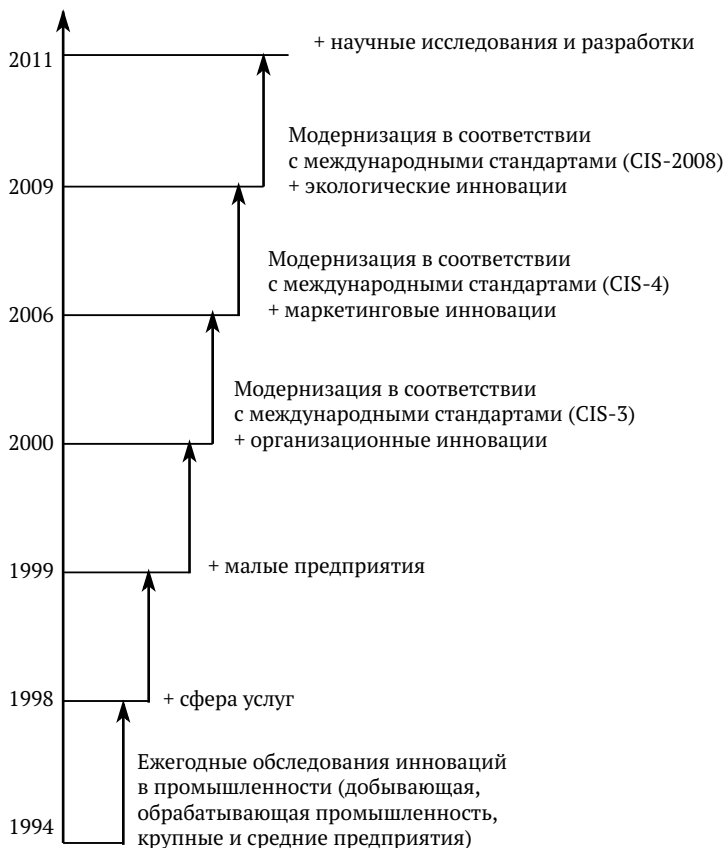 2011
+ научные исследования и разработки
Модернизация в соответствии
с международными стандартами (CIS-2008)
2009
+ экологические инновации
Модернизация в соответствии
с международными стандартами (CIS-4)
2006
+ маркетинговые инновации
Модернизация в соответствии
с международными стандартами (CIS-3)
2000
+ организационные инновации
1999
+ малые предприятия
1998
+ сфера услуг
Ежегодные обследования инноваций
в промышленности (добывающая,
обрабатывающая промышленность,
1994
крупные и средние предприятия)